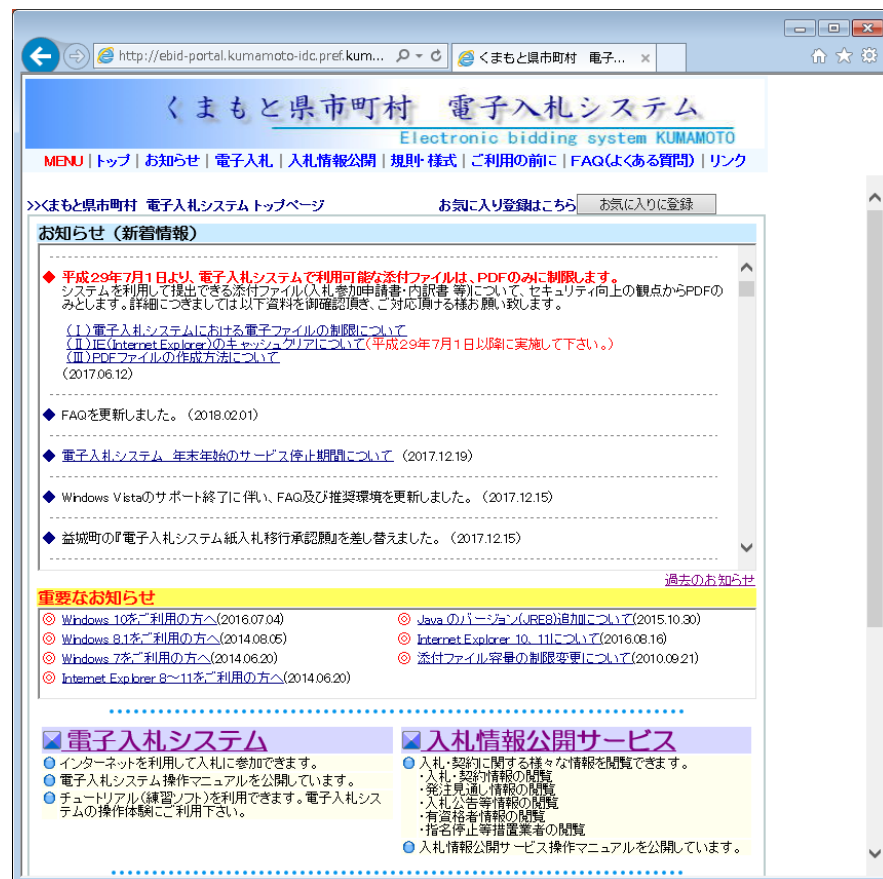 http://ebid-portal.kumamoto-idc.pref.kum...
くまもと県市町村 電子...
くまもと県市町村 電子入札システム
Electronic bidding system KUMAMOTO
MENU | トップ | お知らせ | 電子入札 | 入札情報公開 | 規則・様式 | ご利用の前に | FAQ(よくある質問) | リンク
>>くまもと県市町村 電子入札システム トップページ お気に入り登録はこちら お気に入りに登録
お知らせ（新着情報）
◆ 平成29年7月1日より、電子入札システムで利用可能な添付ファイルは、PDFのみに制限します。
システムを利用して提出できる添付ファイル(入札参加申請書・内訳書 等)について、セキュリティ向上の観点からPDFの
みとします。詳細につきましては以下資料を御確認頂き、ご対応頂ける様お願い致します。
(Ⅰ)電子入札システムにおける電子ファイルの制限について
(Ⅱ)IE(Internet Explorer)のキャッシュクリアについて(平成29年7月1日以降に実施して下さい。)
(Ⅲ)PDFファイルの作成方法について
(2017.06.12)
◆ FAQを更新しました。（2018.02.01）
◆ 電子入札システム 年末年始のサービス停止期間について（2017.12.19）
◆ Windows Vistaのサポート終了に伴い、FAQ及び推奨環境を更新しました。（2017.12.15）
◆ 益城町の『電子入札システム紙入札移行承認願』を差し替えました。（2017.12.15）
過去のお知らせ
重要なお知らせ
◎ Windows 10をご利用の方へ(2016.07.04)
◎ Windows 8.1をご利用の方へ(2014.08.05)
◎ Windows 7をご利用の方へ(2014.06.20)
◎ Internet Explorer 8～11をご利用の方へ(2014.06.20)
◎ Java のバージョン(JRE8)追加について(2015.10.30)
◎ Internet Explorer 10、11について(2016.08.16)
◎ 添付ファイル容量の制限変更について(2010.09.21)
電子入札システム
インターネットを利用して入札に参加できます。
電子入札システム操作マニュアルを公開しています。
チュートリアル(練習ソフト)を利用できます。電子入札シス
テムの操作体験にご利用下さい。
入札情報公開サービス
入札・契約に関する様々な情報を閲覧できます。
・入札・契約情報の閲覧
・発注見通し情報の閲覧
・入札公告等情報の閲覧
・有資格者情報の閲覧
・指名停止等措置業者の閲覧
入札情報公開サービス操作マニュアルを公開しています。